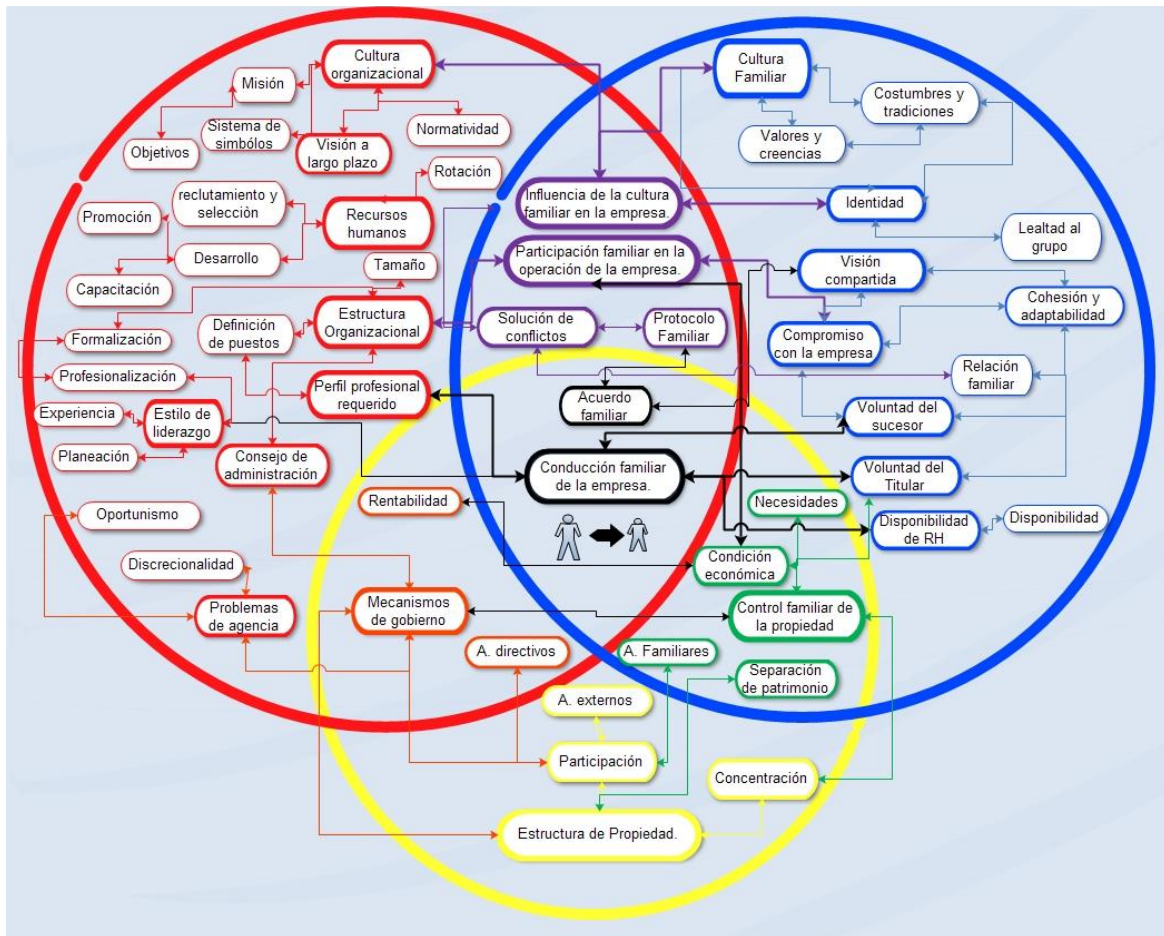 Cultura
organizacional
Misión
Sistema de
simbólos
Objetivos
Visión a
largo plazo
Normatividad
Rotación
reclutamiento y
selecciòn
Recursos
humanos
Promoción
Desarrollo
Capacitación
Tamaño
Estructura
Organizacional
Definición
de puestos
Formalización
Profesionalización
Perfil profesional
requerido
Experiencia
Estilo de
liderazgo
Planeación
Consejo de
administración
Oportunismo
Discrecionalidad
Problemas
de agencia
Cultura
Familiar
Costumbres y
tradiciones
Valores y
creencias
Influencia de la cultura
familiar en la empresa.
Identidad
Lealtad al
grupo
Participación familiar en la
operación de la empresa.
Visión
compartida
Cohesión y
adaptabilidad
Solución de
conflictos
Protocolo
Familiar
Compromiso
con la empresa
Relación
familiar
Acuerdo
familiar
Voluntad del
sucesor
Conducción familiar
de la empresa.
Voluntad del
Titular
Rentabilidad
Necesidades
Disponibilidad
de RH
Disponibilidad
Condición
económica
Mecanismos
de gobierno
Control familiar de
la propiedad
A. directivos
A. Familiares
Separación
de patrimonio
A. externos
Participación
Concentración
Estructura de Propiedad.